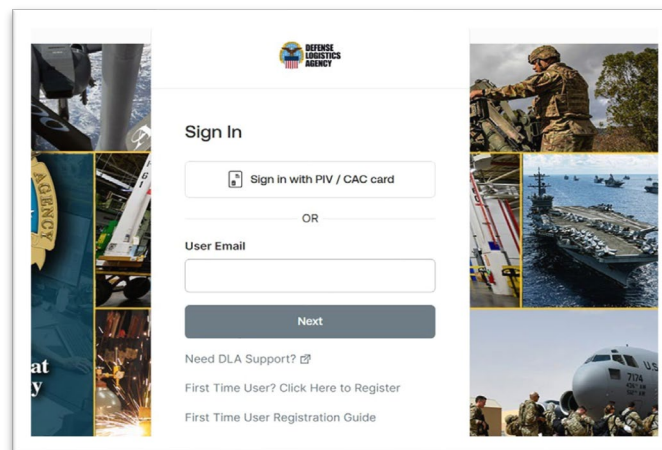 DEFENSE
LOGISTICS
AGENCY
Sign In
Sign in with PIV / CAC card
OR
User Email
Next
Need DLA Support?
First Time User? Click Here to Register
First Time User Registration Guide
AGENCY
at
y
U.S
7174